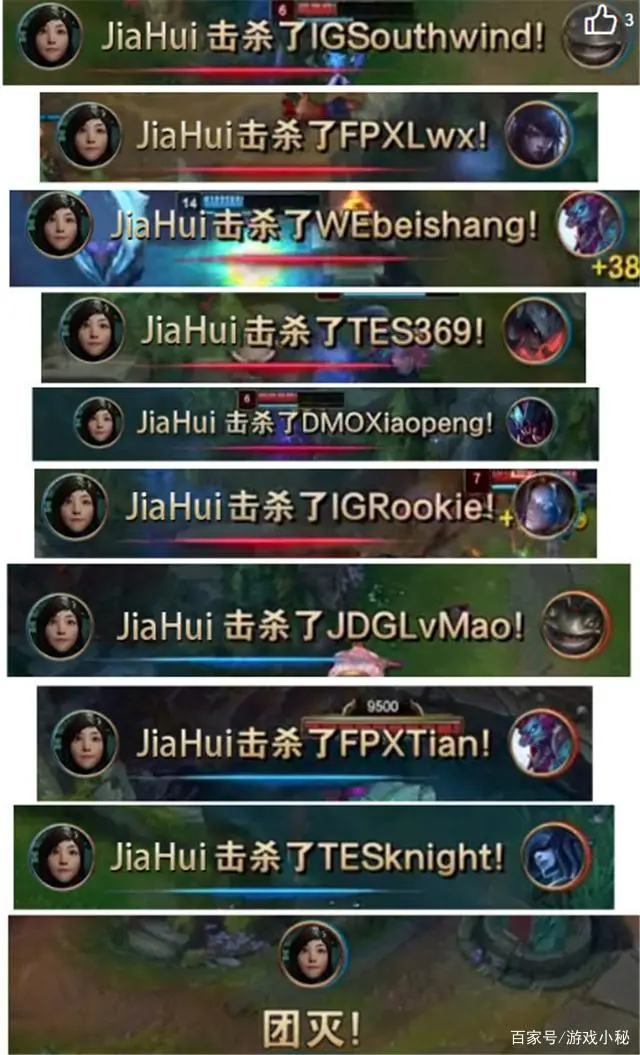 6
3
JiaHui 击杀了IGSouthwind!
JiaHui击杀了FPXLwx!
14
JiaHui击杀了WEbeishang!
+38
JiaHui 击杀了TES369!
6
JiaHui 击杀了DMOXiaopeng!
7
JiaHui击杀了IGRookie!
+
JiaHui 击杀了JDGLvMao!
9500
JiaHui击杀了FPXTian!
JiaHui 击杀了TESknight!
团灭!
百家号/游戏小秘